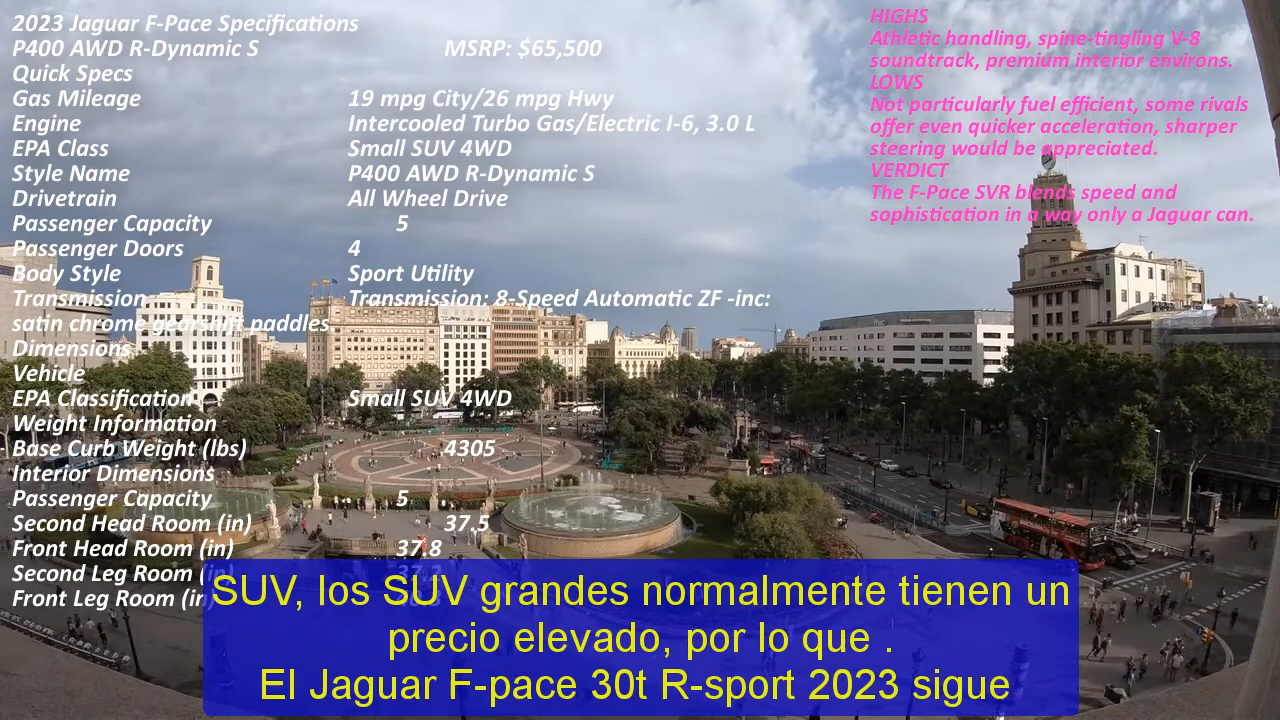 2023 Jaguar F-Pace Specifications
P400 AWD R-Dynamic S MSRP: $65,500
Quick Specs
Gas Mileage 19 mpg City/26 mpg Hwy
Engine Intercooled Turbo Gas/Electric I-6, 3.0 L
EPA Class Small SUV 4WD
Style Name P400 AWD R-Dynamic S
Drivetrain All Wheel Drive
Passenger Capacity 5
Passenger Doors 4
Body Style Sport Utility
Transmission Transmission: 8-Speed Automatic ZF -inc:
satin chrome gearshift paddles
Dimensions
Vehicle
EPA Classification Small SUV 4WD
Weight Information
Base Curb Weight (lbs) 4305
Interior Dimensions
Passenger Capacity 5
Second Head Room (in) 37.5
Front Head Room (in) 37.8
Second Leg Room (in)
Front Leg Room (in)
HIGHS
Athletic handling, spine-tingling V-8
soundtrack, premium interior environs.
LOWS
Not particularly fuel efficient, some rivals
offer even quicker acceleration, sharper
steering would be appreciated.
VERDICT
The F-Pace SVR blends speed and
sophistication in a way only a Jaguar can.
SUV, los SUV grandes normalmente tienen un
precio elevado, por lo que .
El Jaguar F-pace 30t R-sport 2023 sigue